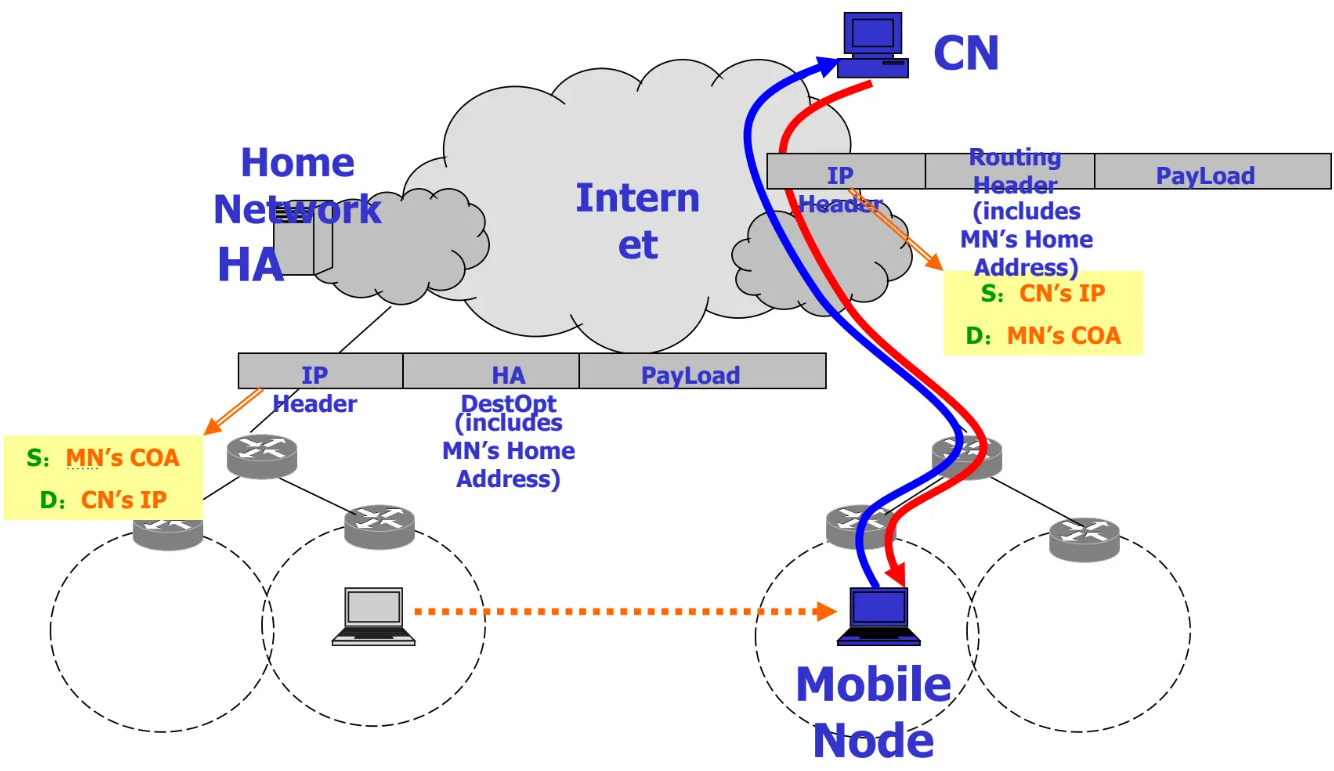 CN
Home
Network
HA
Intern
et
IP
Header
Routing
Header
(includes
MN’s Home
Address)
PayLoad
S：CN’s IP
D：MN’s COA
IP
Header
HA
DestOpt
(includes
MN’s Home
Address)
PayLoad
S：MN’s COA
D：CN’s IP
Mobile
Node